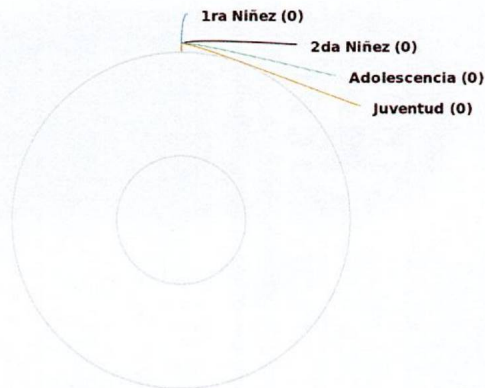 1ra Niñez (0)
2da Niñez (0)
Adolescencia (0)
Juventud (0)